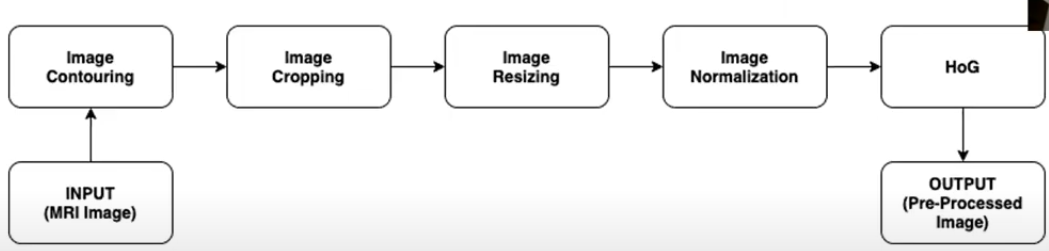 Image
Contouring
Image
Cropping
Image
Resizing
Image
Normalization
HoG
INPUT
(MRI Image)
OUTPUT
(Pre-Processed
Image)